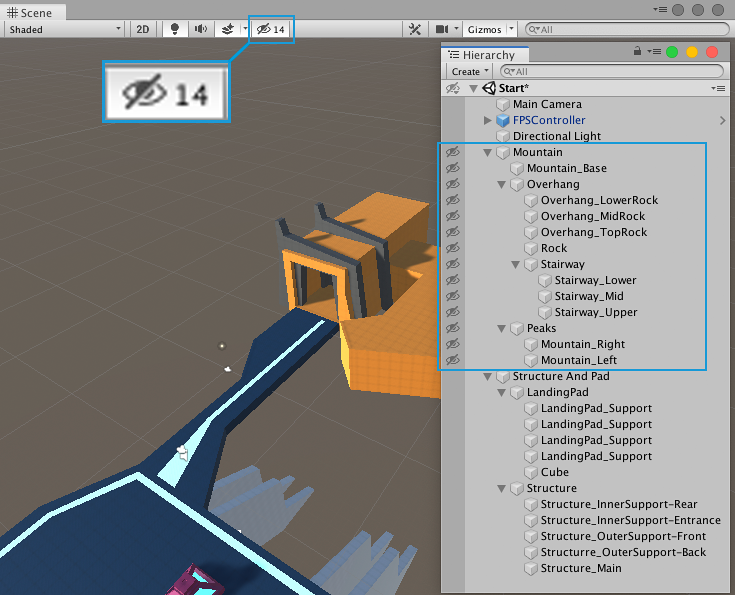 Scene
Shaded 2D 14 Gizmos All
14
Hierarchy
Create All
Start*
Main Camera
FPSController
Directional Light
Mountain
Mountain_Base
Overhang
Overhang_LowerRock
Overhang_MidRock
Overhang_TopRock
Rock
Stairway
Stairway_Lower
Stairway_Mid
Stairway_Upper
Peaks
Mountain_Right
Mountain_Left
Structure And Pad
LandingPad
LandingPad_Support
LandingPad_Support
LandingPad_Support
LandingPad_Support
Cube
Structure
Structure_InnerSupport-Rear
Structure_InnerSupport-Entrance
Structure_OuterSupport-Front
Structurre_OuterSupport-Back
Structure_Main